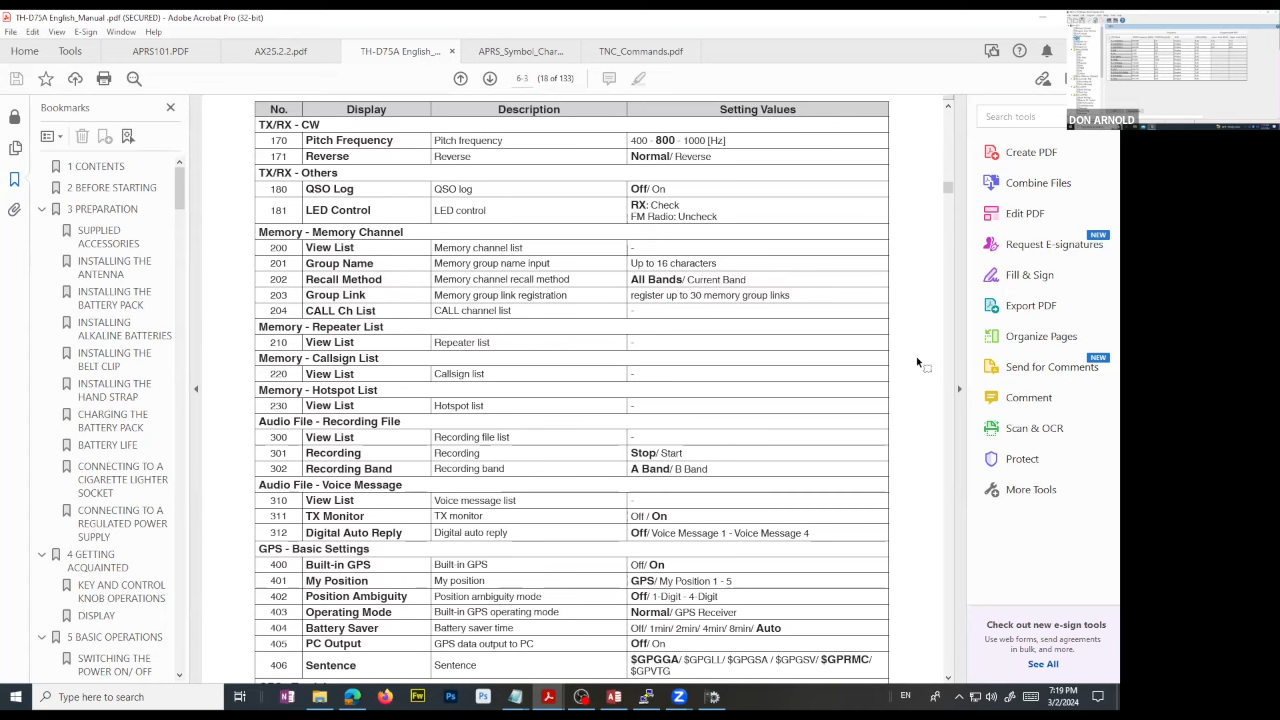 TH-D75A English_Manual .pdf (SECURED) - Adobe Acrobat Pro (32-bit)
File Edit View E-Sign Window Help
Home Tools APRS101.PDF AX25.2.2.pdf
DON ARNOLD
Bookmarks
1 CONTENTS
2 BEFORE STARTING
3 PREPARATION
SUPPLIED
ACCESSORIES
INSTALLING THE
ANTENNA
INSTALLING THE
BATTERY PACK
INSTALLING
ALKALINE BATTERIES
INSTALLING THE
BELT CLIP
INSTALLING THE
HAND STRAP
CHARGING THE
BATTERY PACK
BATTERY LIFE
CONNECTING TO A
CIGARETTE LIGHTER
SOCKET
CONNECTING TO A
REGULATED POWER
SUPPLY
4 GETTING
ACQUAINTED
KEY AND CONTROL
KNOB OPERATIONS
DISPLAY
5 BASIC OPERATIONS
SWITCHING THE
POWER ON/ OFF
No. Display Description Setting Values
TX/RX - CW
170 Pitch Frequency Pitch frequency 400 - 800 - 1000 [Hz]
171 Reverse Reverse Normal/ Reverse
TX/RX - Others
180 QSO Log QSO log Off/ On
181 LED Control LED control RX: Check
FM Radio: Uncheck
Memory - Memory Channel
200 View List Memory channel list -
201 Group Name Memory group name input Up to 16 characters
202 Recall Method Memory channel recall method All Bands/ Current Band
203 Group Link Memory group link registration register up to 30 memory group links
204 CALL Ch List CALL channel list -
Memory - Repeater List
210 View List Repeater list -
Memory - Callsign List
220 View List Callsign list -
Memory - Hotspot List
230 View List Hotspot list -
Audio File - Recording File
300 View List Recording file list -
301 Recording Recording Stop/ Start
302 Recording Band Recording band A Band/ B Band
Audio File - Voice Message
310 View List Voice message list -
311 TX Monitor TX monitor Off / On
312 Digital Auto Reply Digital auto reply Off/ Voice Message 1 - Voice Message 4
GPS - Basic Settings
400 Built-in GPS Built-in GPS Off/ On
401 My Position My position GPS/ My Position 1 - 5
402 Position Ambiguity Position ambiguity mode Off/ 1-Digit - 4-Digit
403 Operating Mode Built-in GPS operating mode Normal/ GPS Receiver
404 Battery Saver Battery saver time Off/ 1min/ 2min/ 4min/ 8min/ Auto
405 PC Output GPS data output to PC Off/ On
406 Sentence Sentence $GPGGA/ $GPGLL/ $GPGSA / $GPGSV/ $GPRMC/
$GPVTG
Search tools
Create PDF
Combine Files
Edit PDF
NEW
Request E-signatures
Fill & Sign
Export PDF
Organize Pages
NEW
Send for Comments
Comment
Scan & OCR
Protect
More Tools
Check out new e-sign tools
Use web forms, send agreements
in bulk, and more.
See All
Type here to search
EN
7:19 PM
3/2/2024